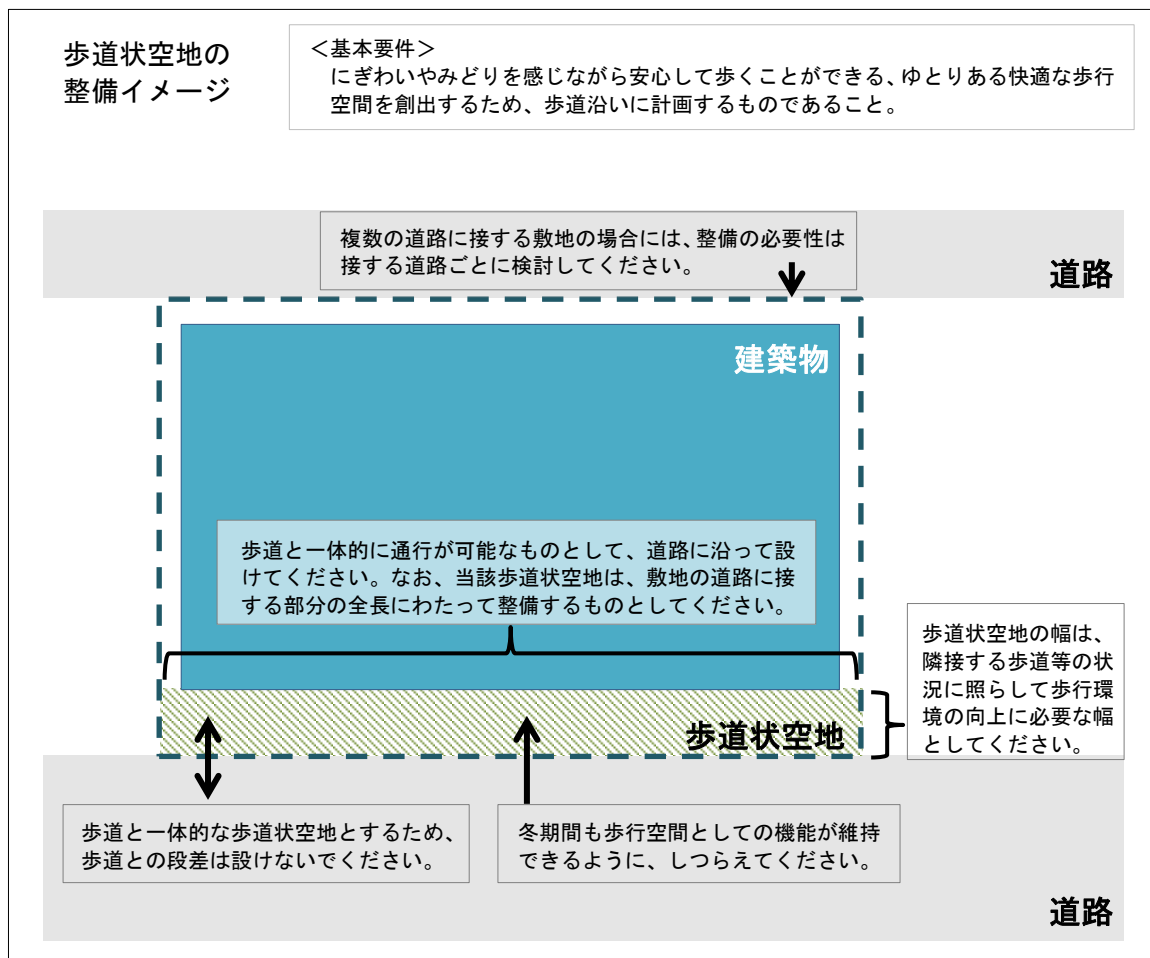 歩道状空地の
整備イメージ
＜基本要件＞
にぎわいやみどりを感じながら安心して歩くことができる、ゆとりある快適な歩行
空間を創出するため、歩道沿いに計画するものであること。
複数の道路に接する敷地の場合には、整備の必要性は
接する道路ごとに検討してください。
道路
建築物
歩道と一体的に通行が可能なものとして、道路に沿って設
けてください。なお、当該歩道状空地は、敷地の道路に接
する部分の全長にわたって整備するものとしてください。
歩道状空地の幅は、
隣接する歩道等の状
況に照らして歩行環
境の向上に必要な幅
としてください。
歩道状空地
歩道と一体的な歩道状空地とするため、
歩道との段差は設けないでください。
冬期間も歩行空間としての機能が維持
できるように、しつらえてください。
道路